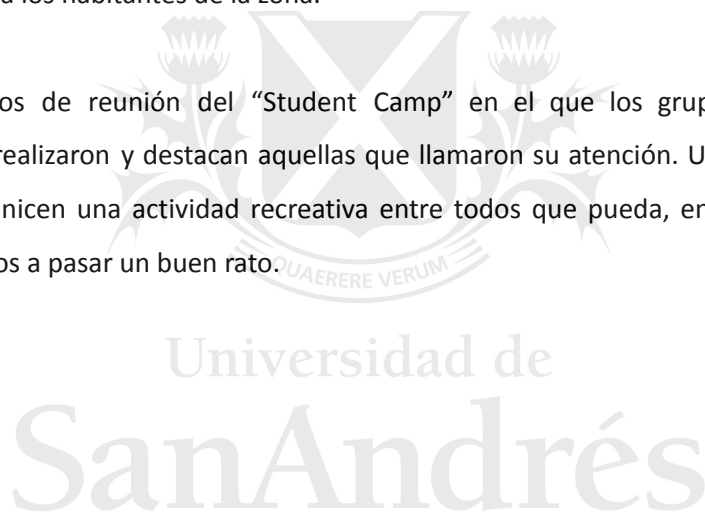 a los habitantes de la zona.
os de reunión del “Student Camp” en el que los grup
realizaron y destacan aquellas que llamaron su atención. U
nicen una actividad recreativa entre todos que pueda, en
os a pasar un buen rato.
QUAERERE VERUM
Universidad de
SanAndrés